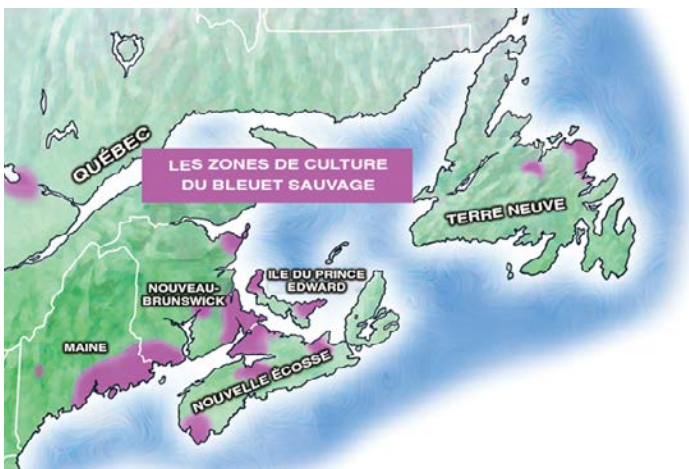 QUÉBEC
LES ZONES DE CULTURE
DU BLEUET SAUVAGE
TERRE NEUVE
NOUVEAU-
BRUNSWICK
ILE DU PRINCE
EDWARD
MAINE
NOUVELLE ÉCOSSE